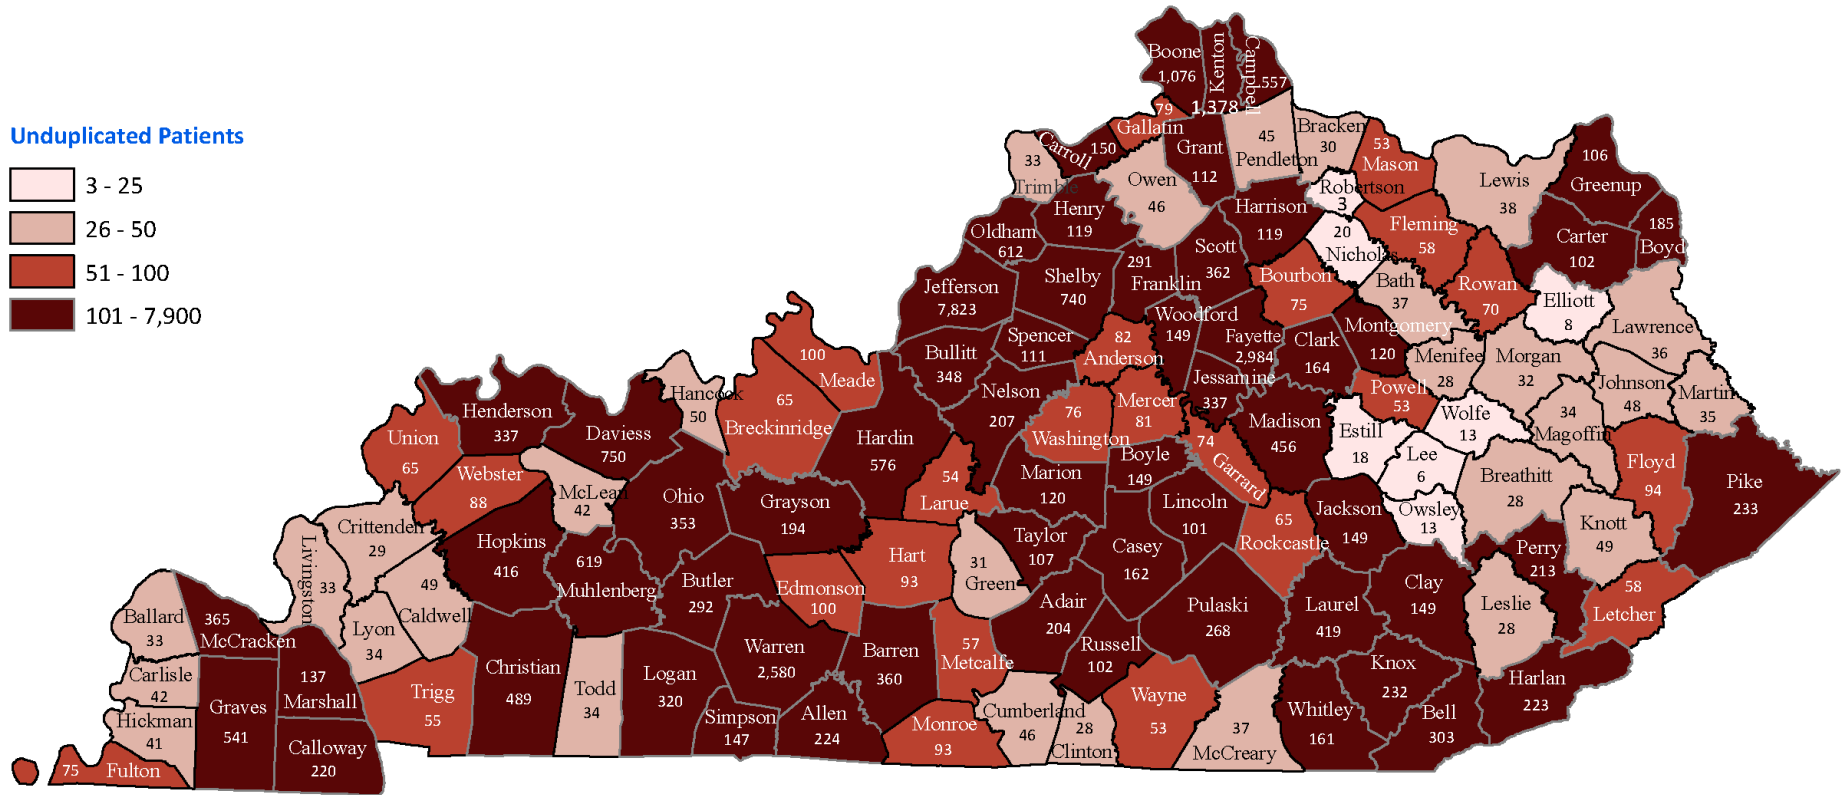 Unduplicated Patients
3 - 25
26 - 50
51 - 100
101 - 7,900
Boone
1,076
Kenton
1,378
Campbell
557
79
Gallatin
Carroll
150
33
Trimble
Grant
112
45
Pendleton
Bracken
30
53
Mason
Robertson
3
Lewis
38
106
Greenup
185
Boyd
Carter
102
Owen
46
Henry
119
Oldham
612
Harrison
119
20
Nicholas
Fleming
58
Rowan
70
Elliott
8
Lawrence
36
Scott
362
291
Franklin
Shelby
740
Jefferson
7,823
Bourbon
75
Bath
37
Montgomery
120
Menifee
28
Morgan
32
Johnson
48
Martin
35
Woodford
149
Fayette
2,984
Clark
164
Spencer
111
82
Anderson
Bullitt
348
Jessamine
337
Powell
53
Wolfe
13
34
Magoffin
Floyd
94
Pike
233
100
Meade
65
Breckinridge
Hancock
50
Nelson
207
76
Washington
Mercer
81
74
Garrard
Madison
456
Estill
18
Lee
6
Breathitt
28
Knott
49
Henderson
337
Daviess
750
Union
65
Webster
88
McLean
42
Ohio
353
Grayson
194
Hardin
576
54
Larue
Marion
120
Boyle
149
Lincoln
101
65
Rockcastle
Jackson
149
Owsley
13
Perry
213
58
Letcher
Crittenden
29
Livingston
33
Hopkins
416
619
Muhlenberg
Butler
292
Edmonson
100
Hart
93
31
Green
Taylor
107
Casey
162
Pulaski
268
Laurel
419
Clay
149
Leslie
28
Harlan
223
Ballard
33
365
McCracken
49
Caldwell
Lyon
34
Adair
204
Russell
102
Carlisle
42
Hickman
41
75
Fulton
Graves
541
137
Marshall
Calloway
220
Trigg
55
Christian
489
Todd
34
Logan
320
Warren
2,580
Simpson
147
Allen
224
Barren
360
57
Metcalfe
Monroe
93
Cumberland
46
28
Clinton
Wayne
53
37
McCreary
Whitley
161
Knox
232
Bell
303